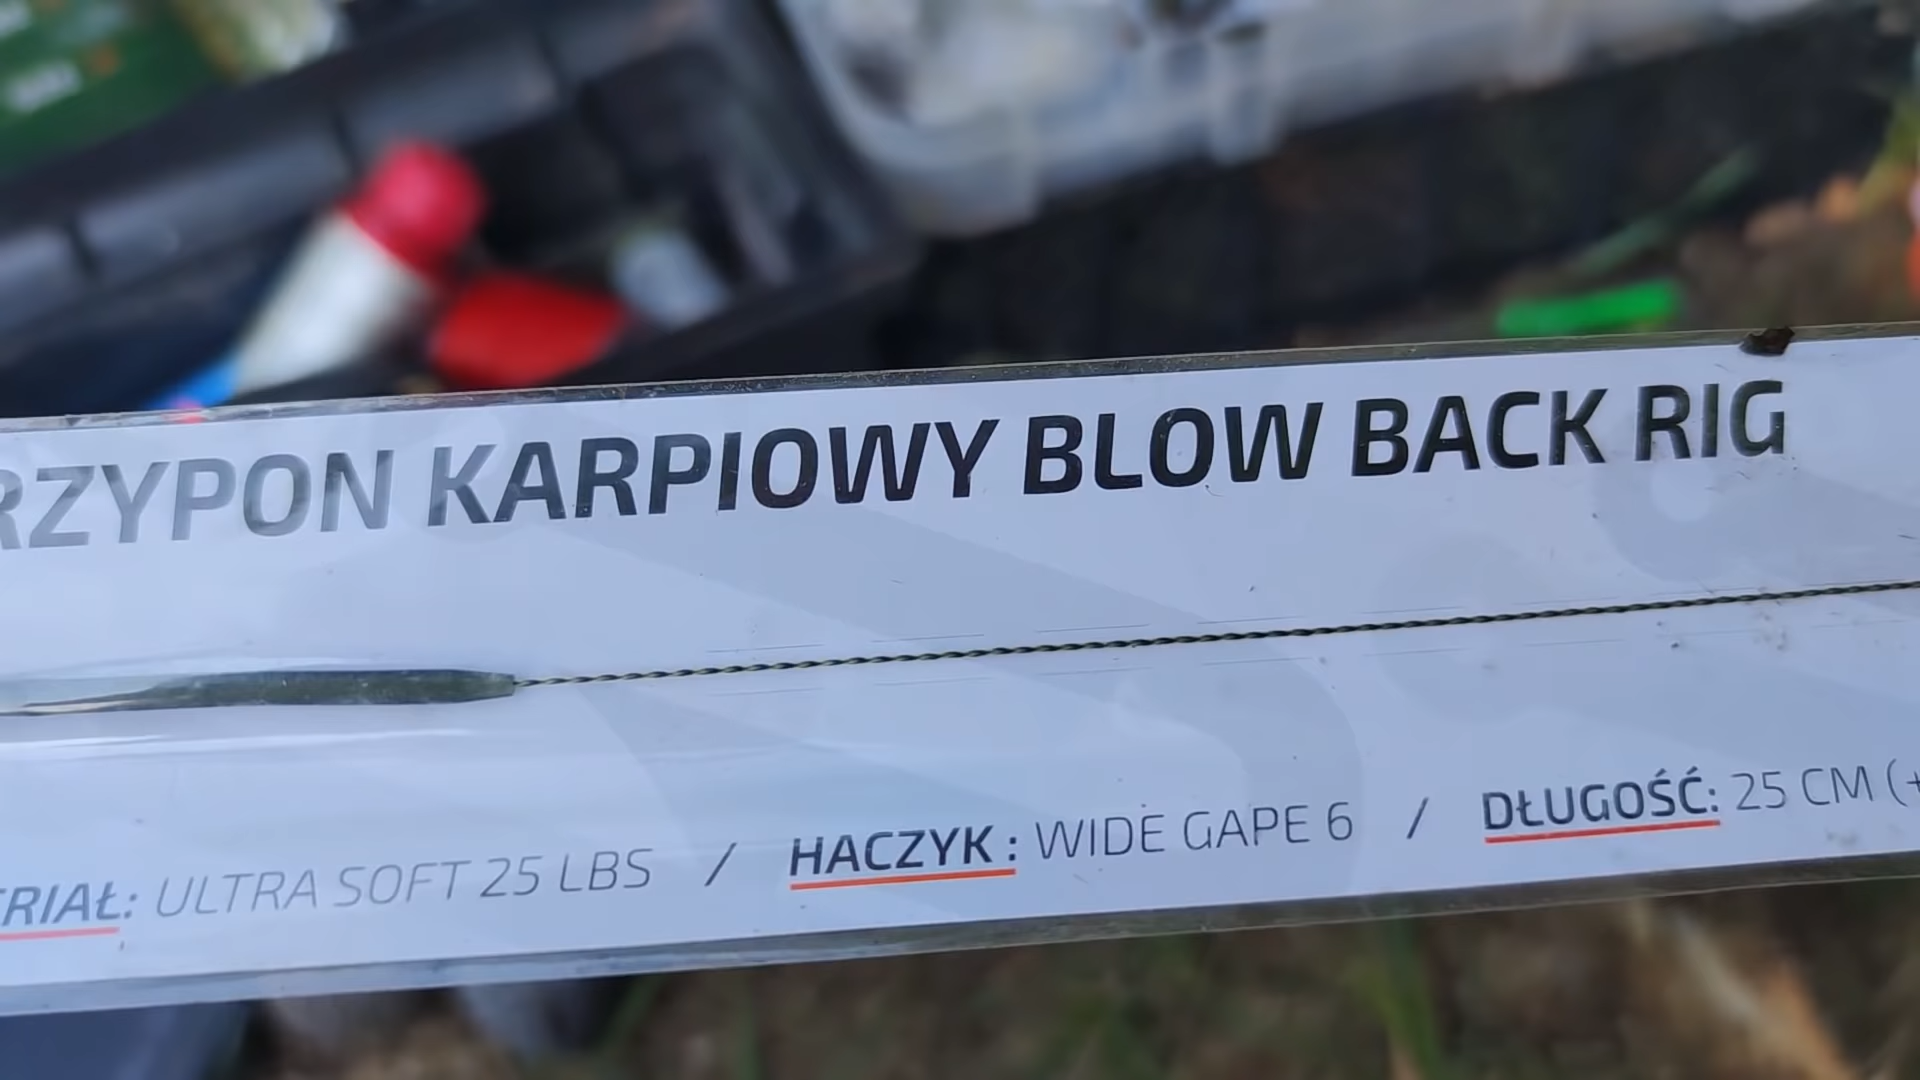 RZYPON KARPIOWY BLOW BACK RIG
RIAŁ: ULTRA SOFT 25 LBS / HACZYK : WIDE GAPE 6 / DŁUGOŚĆ: 25 CM (+